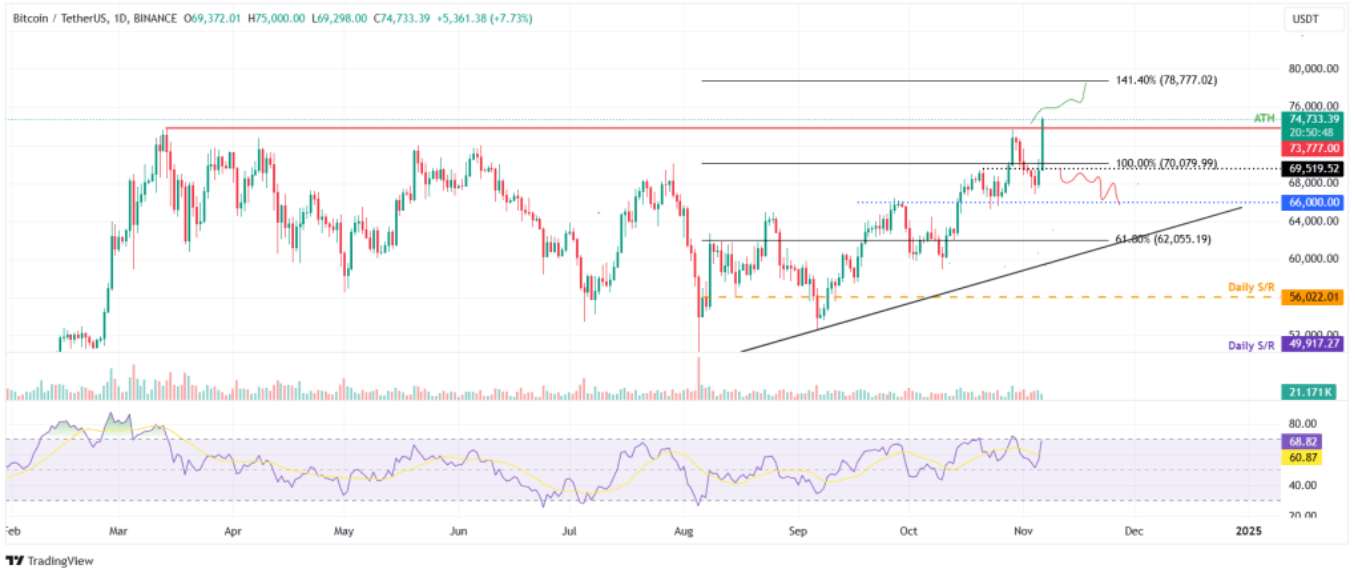 Bitcoin / TetherUS, 1D, BINANCE O69,372.01 H75,000.00 L69,298.00 C74,733.39 +5,361.38 (+7.73%)
USDT
80,000.00
141.40% (78,777.02)
76,000.00
ATH
74,733.39
20:50:48
73,777.00
100.00% (70,079.99)
69,519.52
68,000.00
66,000.00
64,000.00
61.80% (62,055.19)
60,000.00
Daily S/R
56,022.01
52,000.00
Daily S/R
49,917.27
21.171K
80.00
68.82
60.87
40.00
20.00
Feb Mar Apr May Jun Jul Aug Sep Oct Nov Dec 2025
TradingView